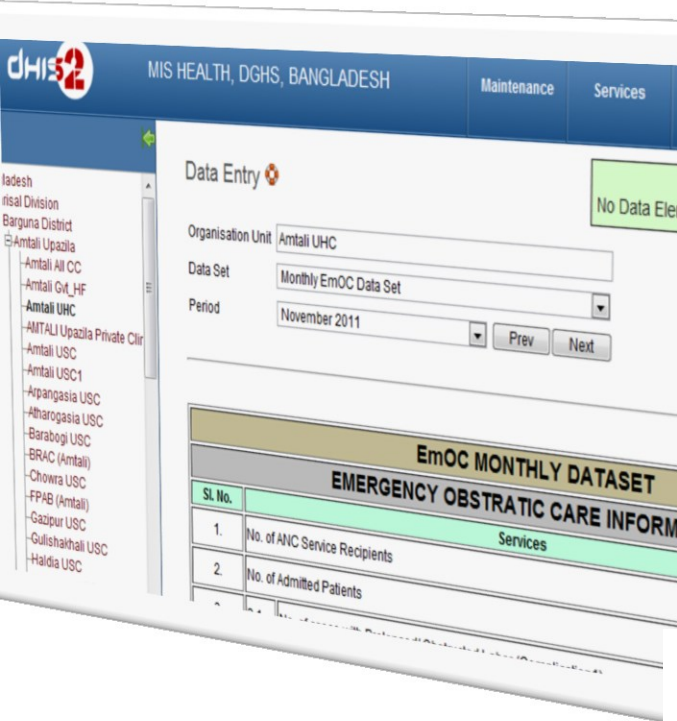 dHIS2
MIS HEALTH, DGHS, BANGLADESH
Maintenance
Services
ladesh
risal Division
Barguna District
Amtali Upazila
Amtali All CC
Amtali Gvt_HF
Amtali UHC
AMTALI Upazila Private Clir
Amtali USC
Amtali USC1
Arpangasia USC
Atharogasia USC
Barabogi USC
BRAC (Amtali)
Chowra USC
FPAB (Amtali)
Gazipur USC
Gulishakhali USC
Haldia USC
Data Entry
No Data Eler
Organisation Unit Amtali UHC
Data Set Monthly EmOC Data Set
Period November 2011 Prev Next
EmOC MONTHLY DATASET
EMERGENCY OBSTRATIC CARE INFORM
Sl. No. Services
1. No. of ANC Service Recipients
2. No. of Admitted Patients